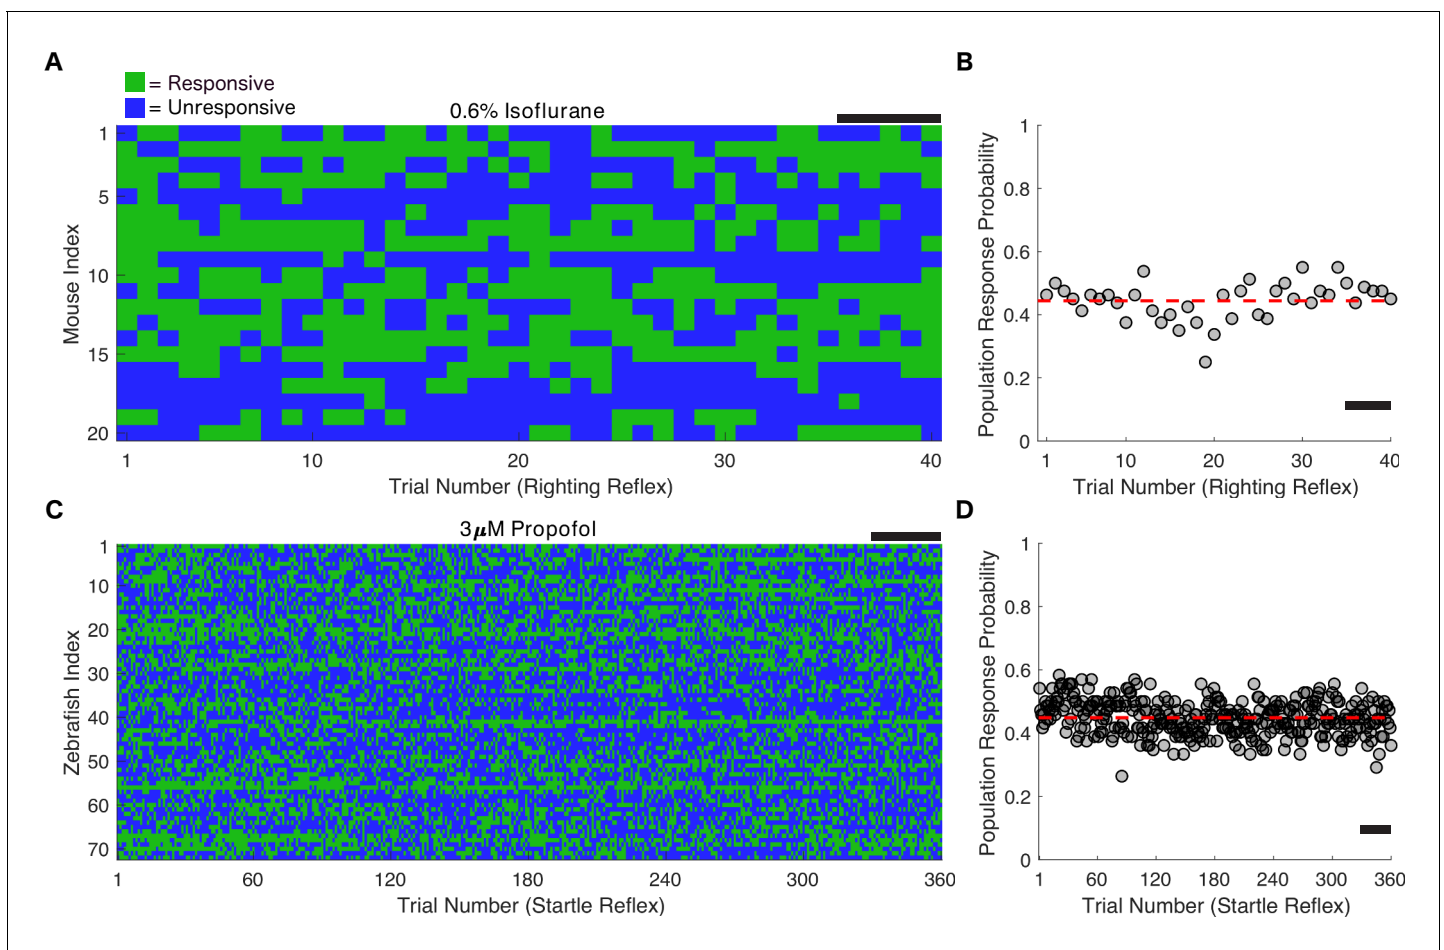 A
= Responsive
= Unresponsive
0.6% Isoflurane
Mouse Index
1
5
10
15
20
1 10 20 30 40
Trial Number (Righting Reflex)
B
Population Response Probability
1
0.8
0.6
0.4
0.2
0
1 10 20 30 40
Trial Number (Righting Reflex)
C
3μM Propofol
Zebrafish Index
1
10
20
30
40
50
60
70
1 60 120 180 240 300 360
Trial Number (Startle Reflex)
D
Population Response Probability
1
0.8
0.6
0.4
0.2
0
1 60 120 180 240 300 360
Trial Number (Startle Reflex)